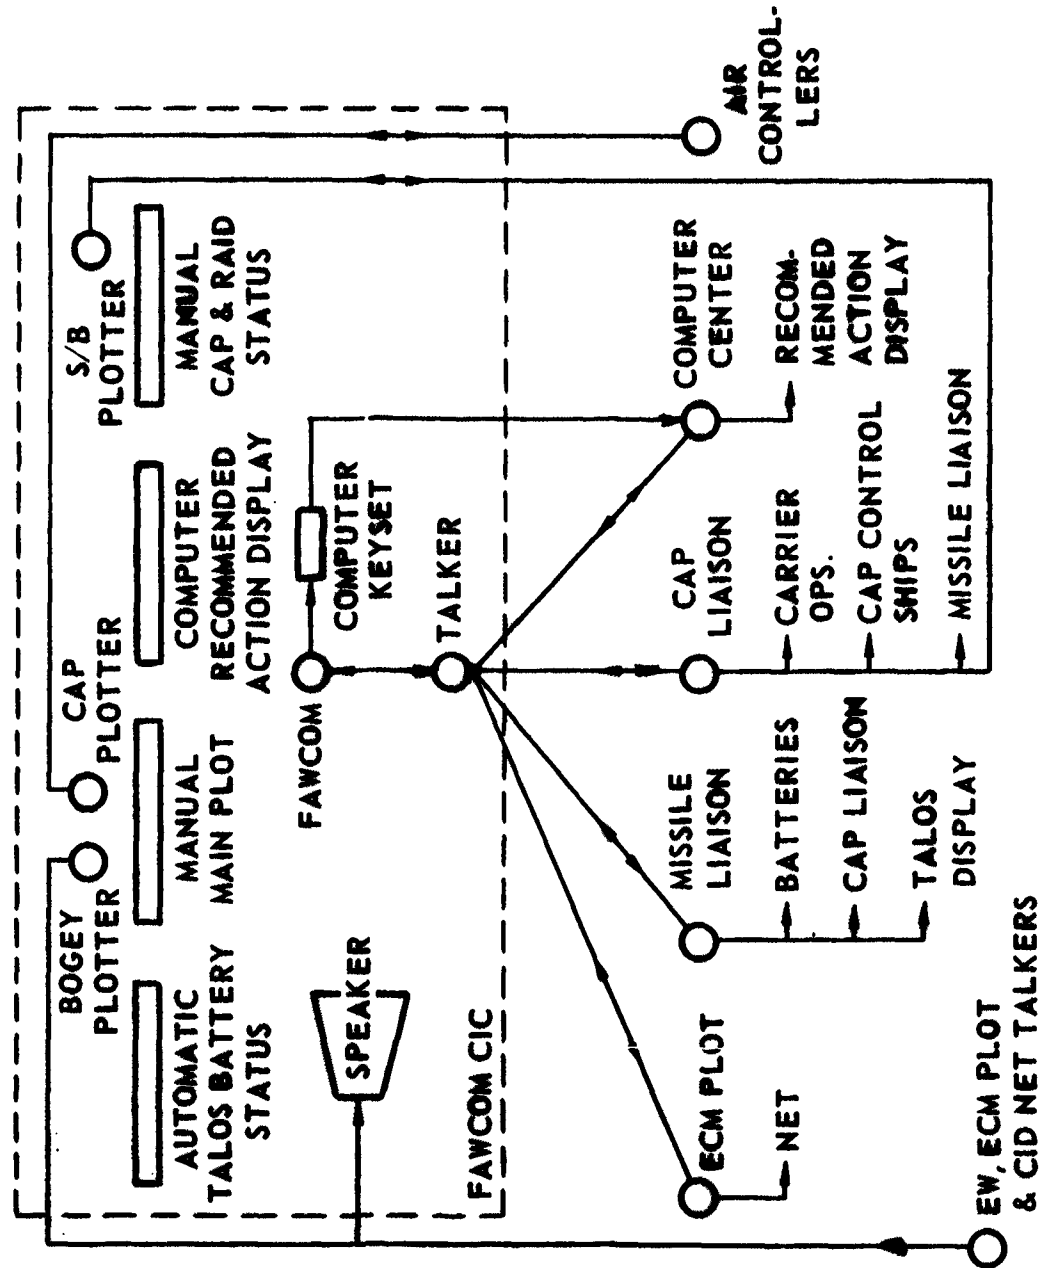 BOGEY
PLOTTER
CAP
PLOTTER
S/B
PLOTTER
AUTOMATIC
TALOS BATTERY
STATUS
MANUAL
MAIN PLOT
COMPUTER
RECOMMENDED
ACTION DISPLAY
MANUAL
CAP & RAID
STATUS
SPEAKER
FAWCOM
COMPUTER
KEYSET
TALKER
FAWCOM CIC
ECM PLOT
NET
MISSILE
LIAISON
BATTERIES
CAP LIAISON
TALOS
DISPLAY
CAP
LIAISON
CARRIER
OPS.
CAP CONTROL
SHIPS
MISSILE LIAISON
COMPUTER
CENTER
RECOM-
MENDED
ACTION
DISPLAY
AIR
CONTROL-
LERS
EW, ECM PLOT
& CID NET TALKERS